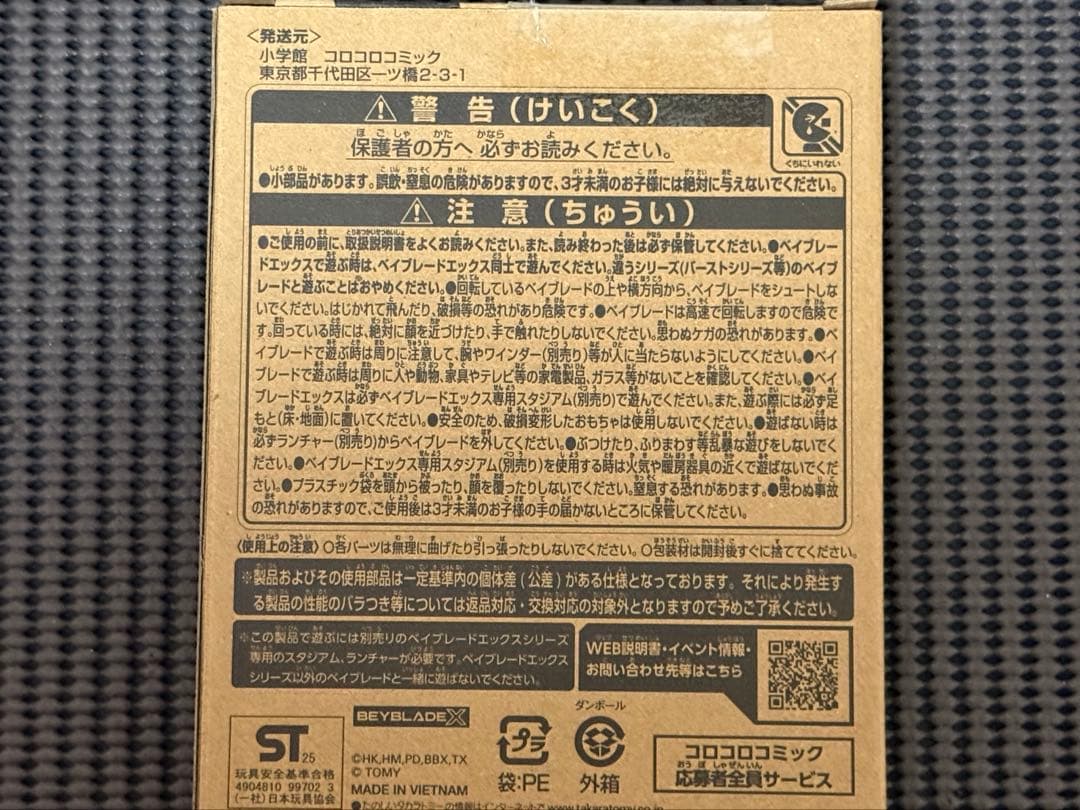 <発送元>
小学館 コロコロコミック
東京都千代田区一ツ橋2-3-1
警 告(けいこく)
保護者の方へ 必ずお読みください。
くちにいれない
●小部品があります。誤飲・窒息の危険がありますので、3才未満のお子様には絶対に与えないでください。
注 意(ちゅうい)
●ご使用の前に、取扱説明書をよくお読みください。また、読み終わった後は必ず保管してください。●ベイブレー
ドエックスで遊ぶ時は、ベイブレードエックス同士で遊んでください。違うシリーズ(バーストシリーズ等)のベイブ
レードと遊ぶことはおやめください。●回転しているベイブレードの上や横方向から、ベイブレードをシュートしな
いでください。はじかれて飛んだり、破損等の恐れがあり危険です。●ベイブレードは高速で回転しますので危険で
す。回っている時には、絶対に顔を近づけたり、手で触れたりしないでください。思わぬケガの恐れがあります。●ベ
イブレードで遊ぶ時は周りに注意して、腕やワインダー(別売り)等が人に当たらないようにしてください。●ベイ
ブレードで遊ぶ時は周りに人や動物、家具やテレビ等の家電製品、ガラス等がないことを確認してください。●ベイ
ブレードエックスは必ずベイブレードエックス専用スタジアム(別売り)で遊んでください。また、遊ぶ際には必ず足
もと(床・地面)に置いてください。●安全のため、破損変形したおもちゃは使用しないでください。●遊ばない時は
必ずランチャー(別売り)からベイブレードを外してください。●ぶつけたり、ふりまわす等乱暴な遊びをしないでく
ださい。●ベイブレードエックス専用スタジアム(別売り)を使用する時は火気や暖房器具の近くで遊ばないでくださ
い。●プラスチック袋を頭から被ったり、顔を覆ったりしないでください。窒息する恐れがあります。●思わぬ事故
の恐れがありますので、ご使用後は3才未満のお子様の手の届かないところに保管してください。
〈使用上の注意〉○各パーツは無理に曲げたり引っ張ったりしないでください。○包装材は開封後すぐに捨ててください。
※製品およびその使用部品は一定基準内の個体差(公差)がある仕様となっております。それにより発生す
る製品の性能のバラつき等については返品対応・交換対応の対象外となりますので予めご了承ください。
※この製品で遊ぶには別売りのベイブレードエックスシリーズ
専用のスタジアム、ランチャーが必要です。ベイブレードエックス
シリーズ以外のベイブレードと一緒に遊ばないでください。
WEB説明書・イベント情報・
お問い合わせ先等はこちら
ST 25
玩具安全基準合格
4904810 99702 3
(一社)日本玩具協会
BEYBLADE X
©HK,HM,PD,BBX,TX
© TOMY
MADE IN VIETNAM
プラ
袋:PE
ダンボール
外箱
コロコロコミック
応募者全員サービス
●たのしいタカラトミーの情報はインターネットで www.takaratomy.co.jp